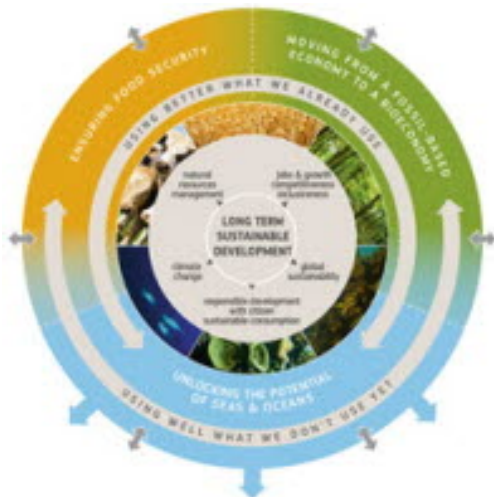 ENSURING FOOD SECURITY
MOVING FROM A FOSSIL-BASED
ECONOMY TO A BIOECONOMY
USING BETTER WHAT WE ALREADY USE
natural
resources
management
jobs & growth
competitiveness
inclusiveness
LONG TERM
SUSTAINABLE
DEVELOPMENT
climate
change
global
sustainability
responsible development
with citizen
sustainable consumption
UNLOCKING THE POTENTIAL
OF SEAS & OCEANS
USING WELL WHAT WE DON'T USE YET